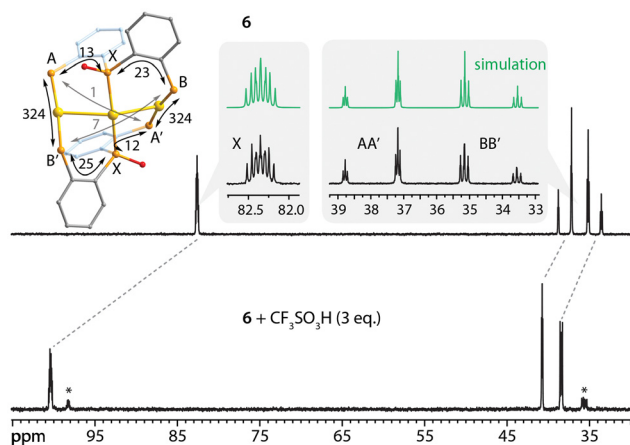 6
A 13 X
B
23
1
324
7 324
A'
B' 25 12
X
simulation
X
AA' BB'
82.5 82.0
39 38 37 36 35 34 33
6 + CF₃SO₃H (3 eq.)
* *
ppm 95 85 75 65 55 45 35